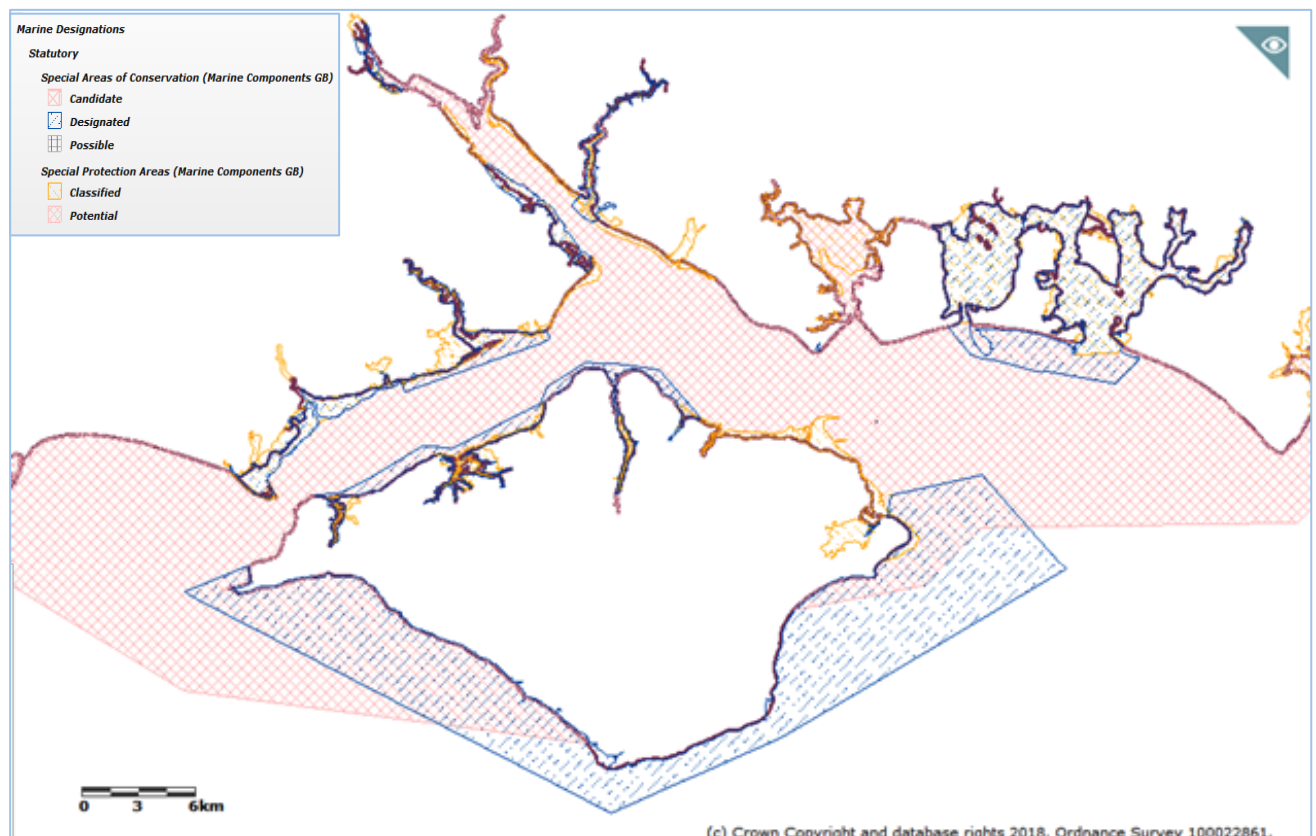 Marine Designations
Statutory
Special Areas of Conservation (Marine Components GB)
Candidate
Designated
Possible
Special Protection Areas (Marine Components GB)
Classified
Potential
0 3 6km
(c) Crown Copyright and database rights 2018. Ordnance Survey 100022861.